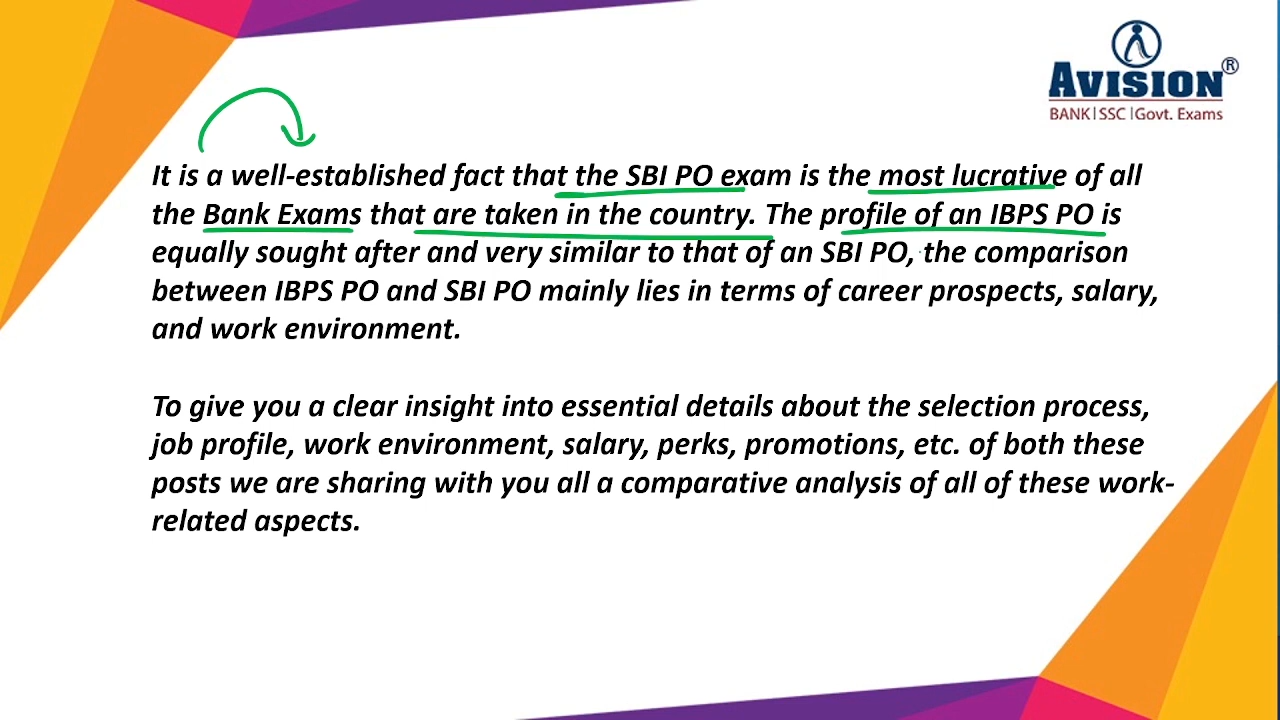 AVISION®
BANK|SSC|Govt. Exams
It is a well-established fact that the SBI PO exam is the most lucrative of all
the Bank Exams that are taken in the country. The profile of an IBPS PO is
equally sought after and very similar to that of an SBI PO, the comparison
between IBPS PO and SBI PO mainly lies in terms of career prospects, salary,
and work environment.
To give you a clear insight into essential details about the selection process,
job profile, work environment, salary, perks, promotions, etc. of both these
posts we are sharing with you all a comparative analysis of all of these work-
related aspects.